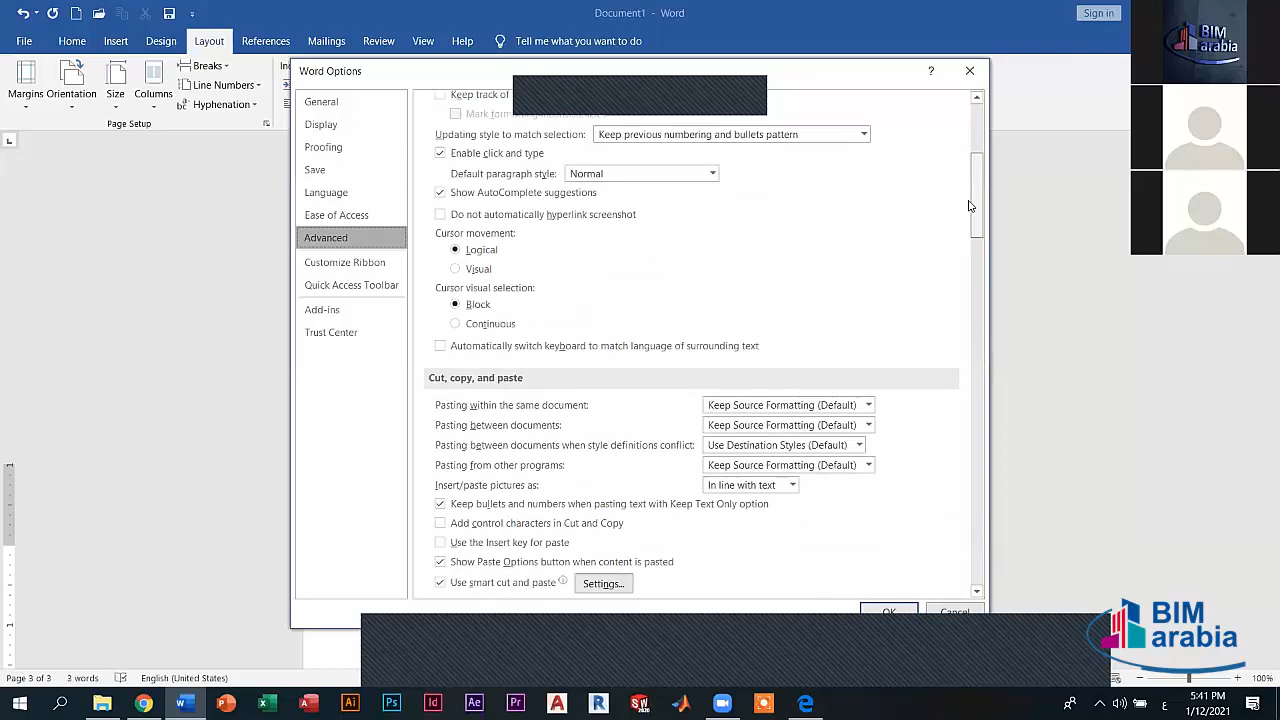 Document1 - Word
Sign in
File Home Insert Design Layout References Mailings Review View Help Tell me what you want to do
Margins Orientation Size Columns
Breaks
Line Numbers
Hyphenation
Page Setup
Word Options
General
Display
Proofing
Save
Language
Ease of Access
Advanced
Customize Ribbon
Quick Access Toolbar
Add-ins
Trust Center
Keep track of
Updating style to match selection: Keep previous numbering and bullets pattern
Enable click and type
Default paragraph style: Normal
Show AutoComplete suggestions
Do not automatically hyperlink screenshot
Cursor movement:
Logical
Visual
Cursor visual selection:
Block
Continuous
Automatically switch keyboard to match language of surrounding text
Cut, copy, and paste
Pasting within the same document: Keep Source Formatting (Default)
Pasting between documents: Keep Source Formatting (Default)
Pasting between documents when style definitions conflict: Use Destination Styles (Default)
Pasting from other programs: Keep Source Formatting (Default)
Insert/paste pictures as: In line with text
Keep bullets and numbers when pasting text with Keep Text Only option
Add control characters in Cut and Copy
Use the Insert key for paste
Show Paste Options button when content is pasted
Use smart cut and paste Settings...
OK Cancel
BIM
arabia
BIM
arabia
Page 3 of 3 3 words English (United States)
100%
5:41 PM
1/12/2021